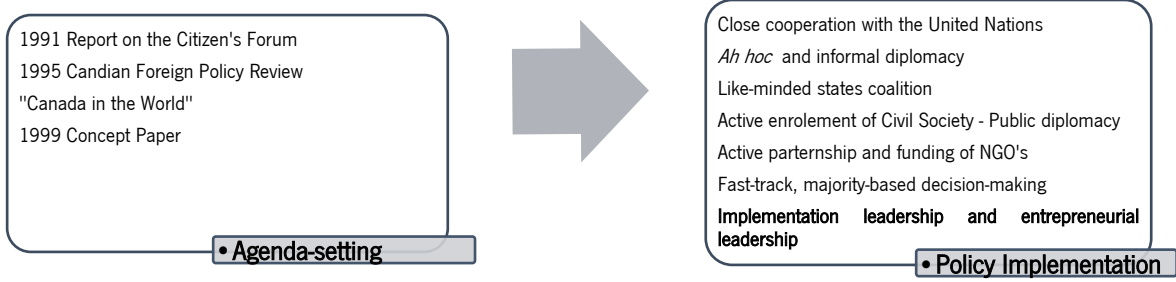 1991 Report on the Citizen's Forum
1995 Candian Foreign Policy Review
"Canada in the World"
1999 Concept Paper
• Agenda-setting
Close cooperation with the United Nations
Ah hoc and informal diplomacy
Like-minded states coalition
Active enrolement of Civil Society - Public diplomacy
Active parternship and funding of NGO's
Fast-track, majority-based decision-making
Implementation leadership and entrepreneurial
leadership
• Policy Implementation